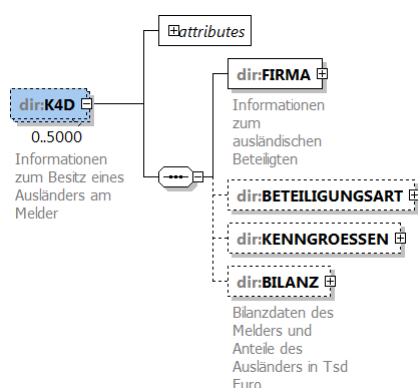 attributes
dir:K4D
0..5000
Informationen
zum Besitz eines
Ausländers am
Melder
dir:FIRMA
Informationen
zum
ausländischen
Beteiligten
dir:BETEILIGUNGSART
dir:KENNGROESSEN
dir:BILANZ
Bilanzdaten des
Melders und
Anteile des
Ausländers in Tsd
Euro